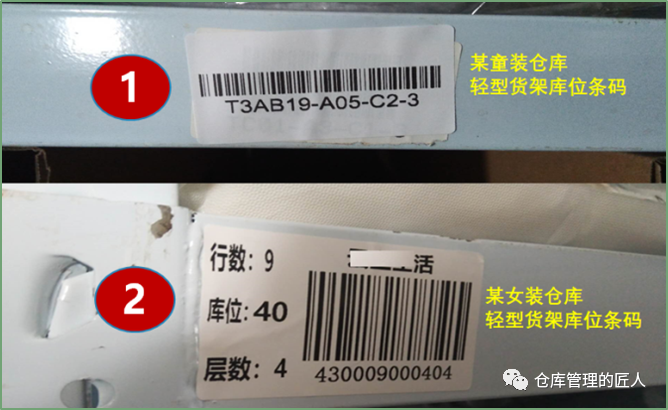 1
T3AB19-A05-C2-3
某童装仓库
轻型货架库位条码
2
行数：9
库位：40
层数：4
生活
430009000404
某女装仓库
轻型货架库位条码
仓库管理的匠人